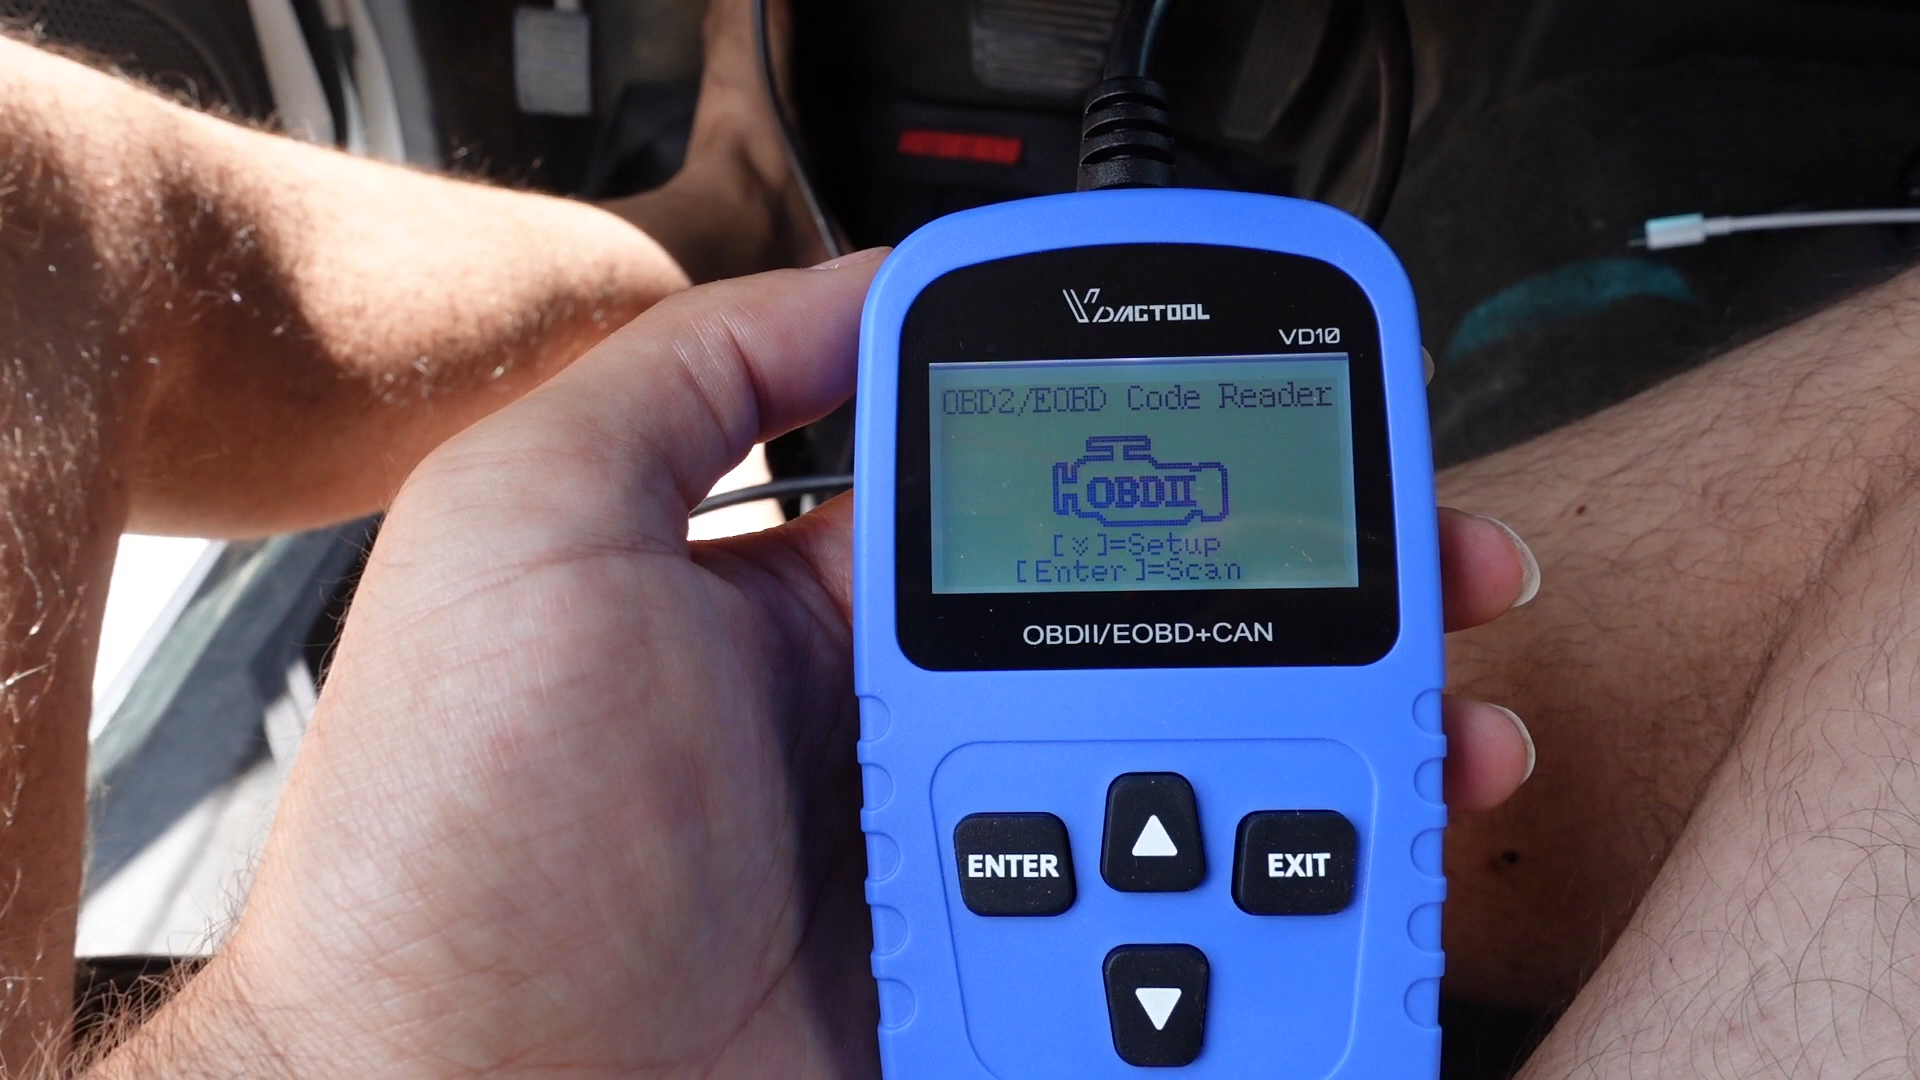 VDIAGTOOL
VD10
OBD2/EOBD Code Reader
OBDII
[⌄]=Setup
[Enter]=Scan
OBDII/EOBD+CAN
ENTER
EXIT